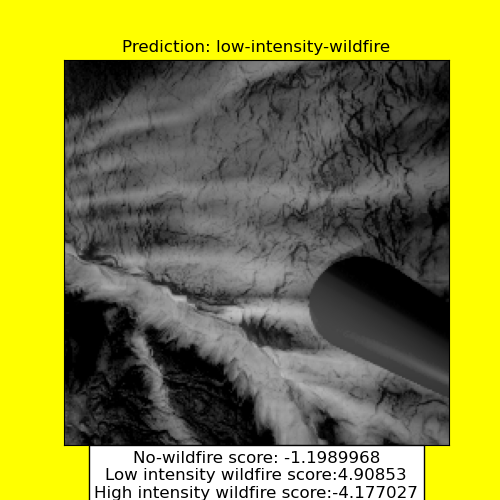 Prediction: low-intensity-wildfire
No-wildfire score: -1.1989968
Low intensity wildfire score:4.90853
High intensity wildfire score:-4.177027